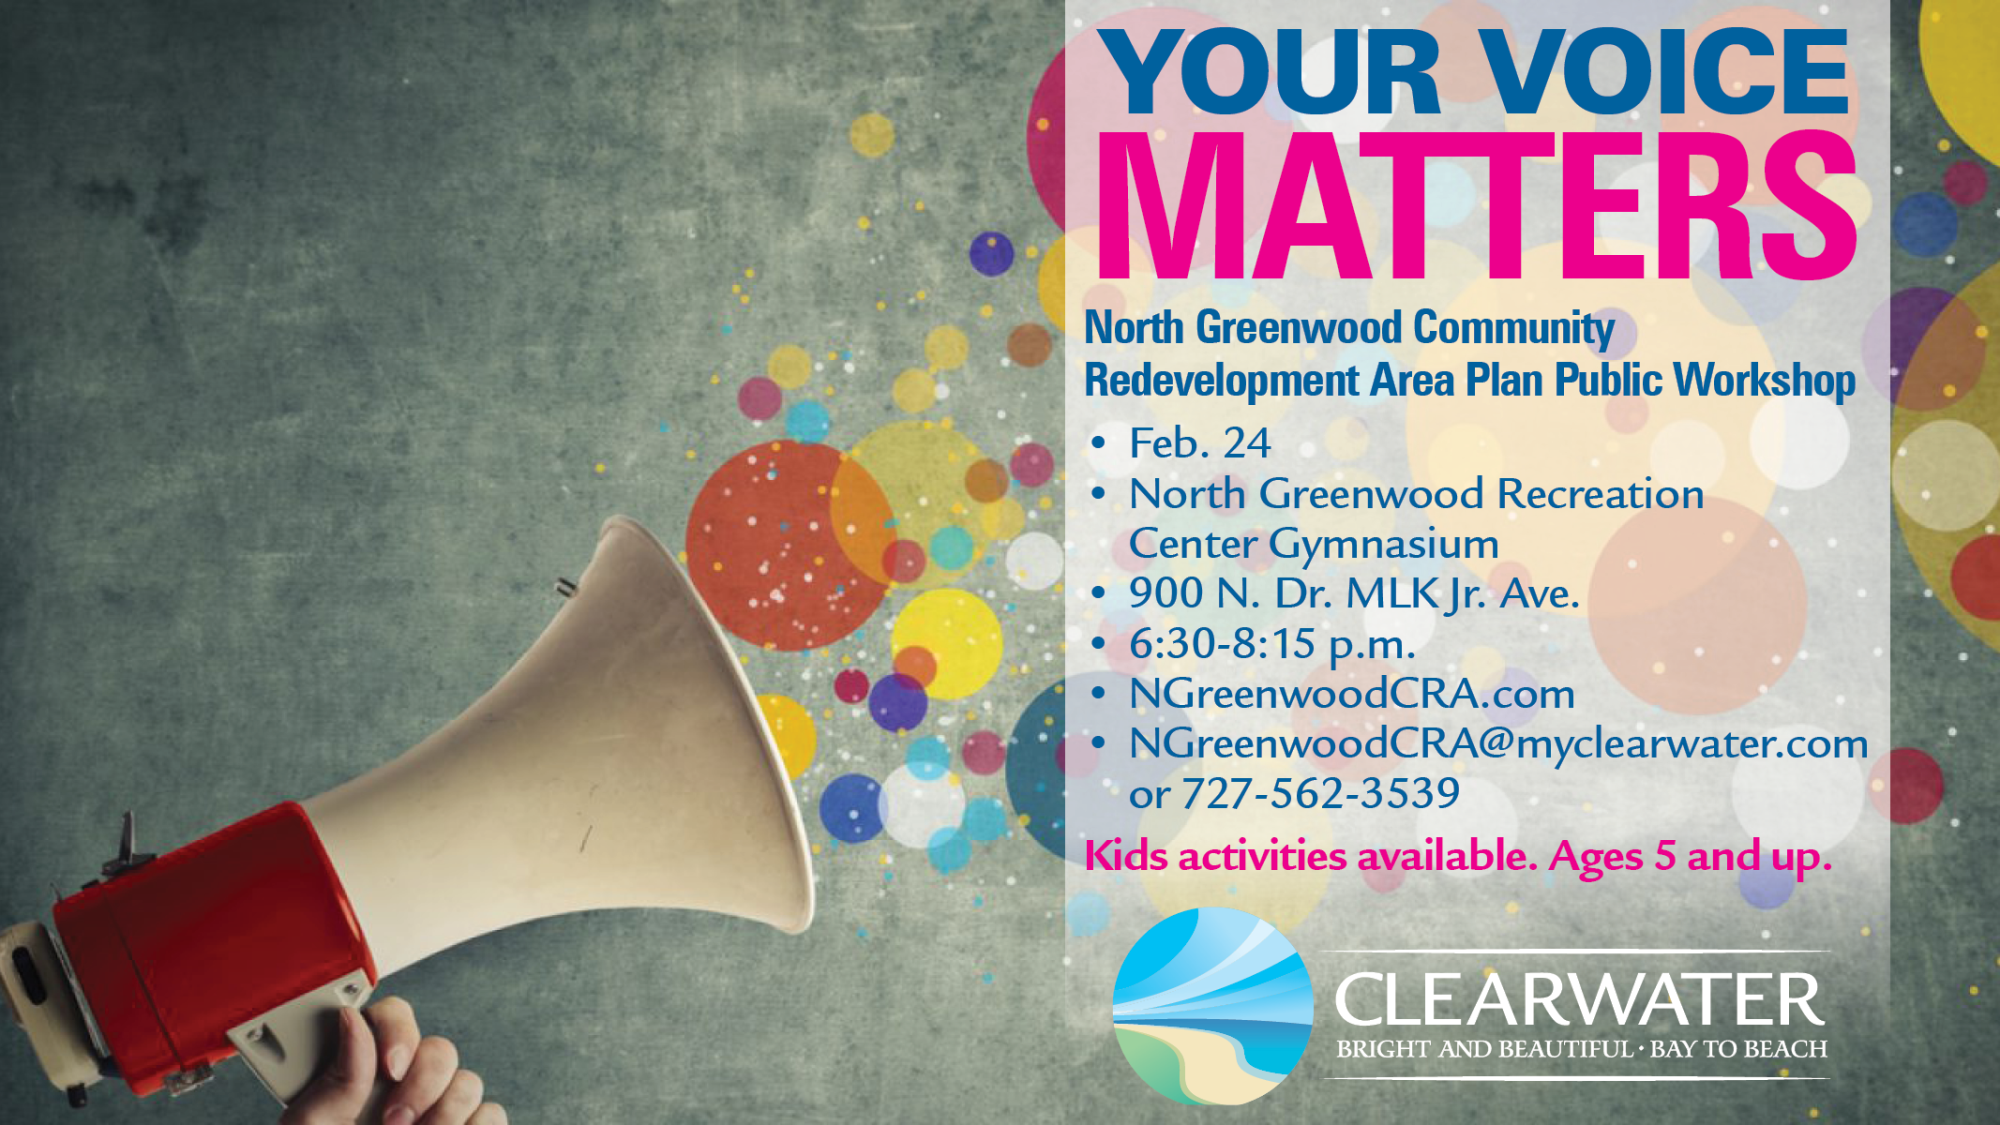 YOUR VOICE
MATTERS
North Greenwood Community
Redevelopment Area Plan Public Workshop
• Feb. 24
• North Greenwood Recreation
Center Gymnasium
• 900 N. Dr. MLK Jr. Ave.
• 6:30-8:15 p.m.
• NGreenwoodCRA.com
• NGreenwoodCRA@myclearwater.com
or 727-562-3539
Kids activities available. Ages 5 and up.
CLEARWATER
BRIGHT AND BEAUTIFUL • BAY TO BEACH